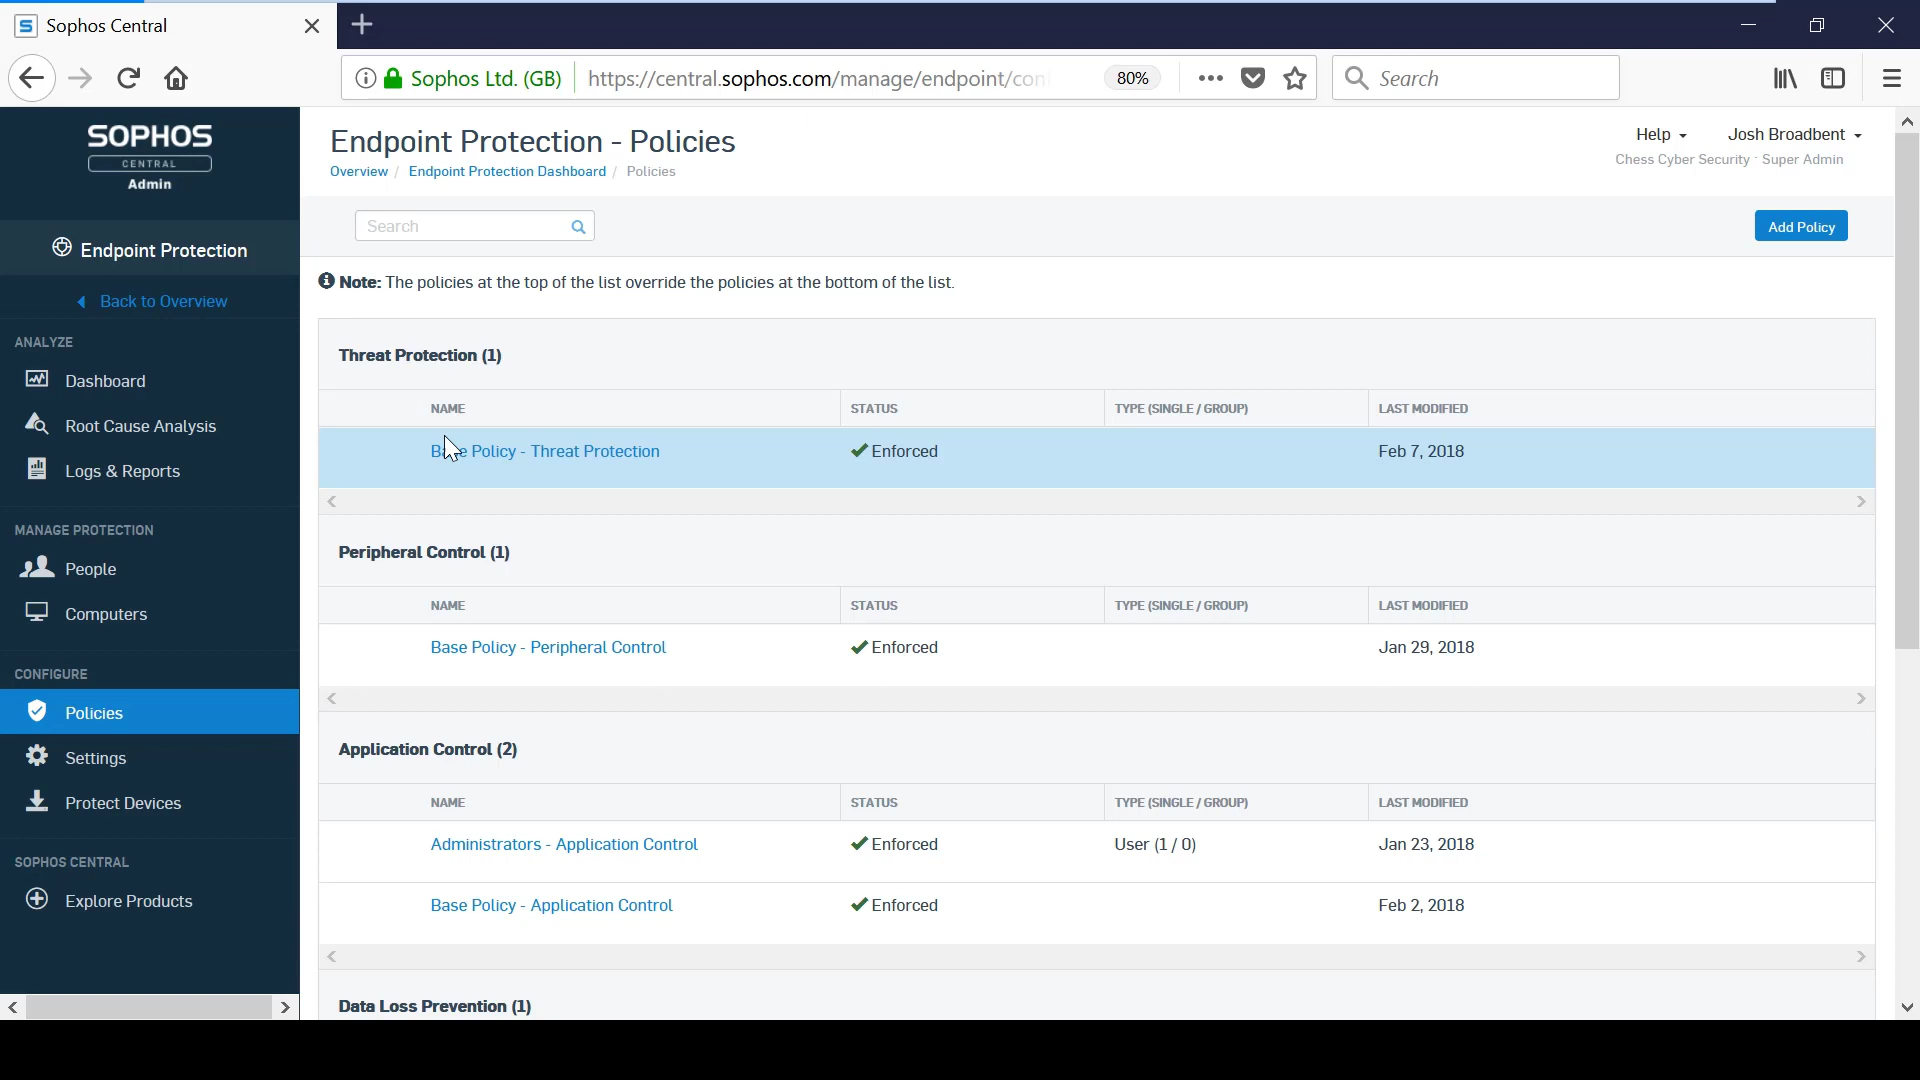 Sophos Central
Sophos Ltd. (GB) https://central.sophos.com/manage/endpoint/con 80% Search
SOPHOS
CENTRAL
Admin
Endpoint Protection
Back to Overview
ANALYZE
Dashboard
Root Cause Analysis
Logs & Reports
MANAGE PROTECTION
People
Computers
CONFIGURE
Policies
Settings
Protect Devices
SOPHOS CENTRAL
Explore Products
Endpoint Protection - Policies
Overview / Endpoint Protection Dashboard / Policies
Help Josh Broadbent
Chess Cyber Security · Super Admin
Search
Add Policy
Note: The policies at the top of the list override the policies at the bottom of the list.
Threat Protection (1)
NAME STATUS TYPE (SINGLE / GROUP) LAST MODIFIED
Base Policy - Threat Protection Enforced Feb 7, 2018
Peripheral Control (1)
NAME STATUS TYPE (SINGLE / GROUP) LAST MODIFIED
Base Policy - Peripheral Control Enforced Jan 29, 2018
Application Control (2)
NAME STATUS TYPE (SINGLE / GROUP) LAST MODIFIED
Administrators - Application Control Enforced User (1 / 0) Jan 23, 2018
Base Policy - Application Control Enforced Feb 2, 2018
Data Loss Prevention (1)